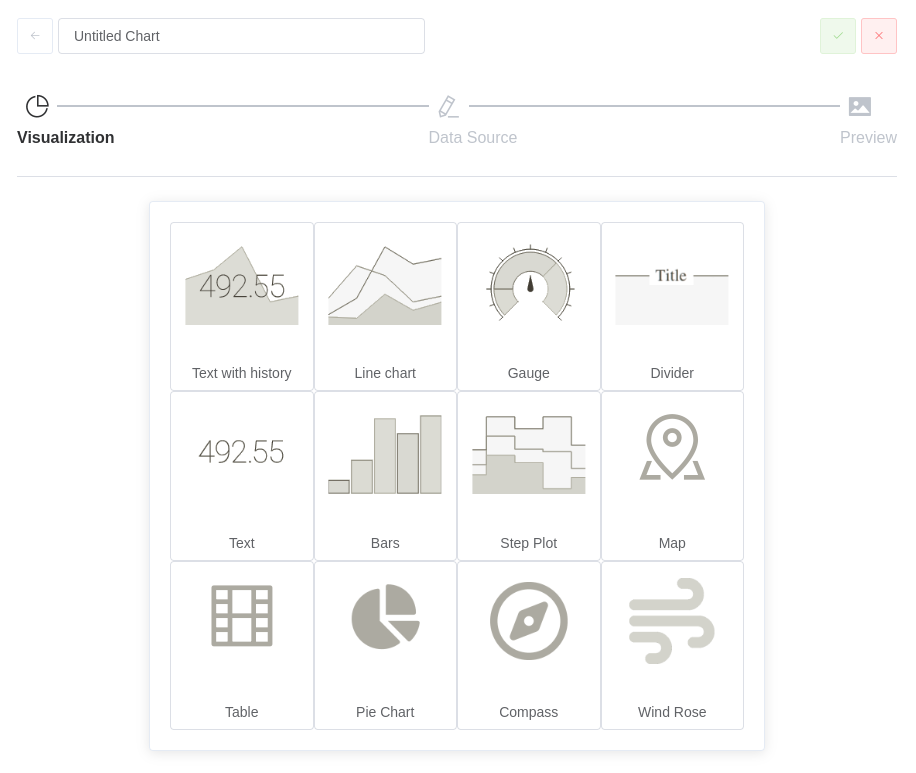 Untitled Chart
Visualization
Data Source
Preview
492.55
Title
Text with history
Line chart
Gauge
Divider
492.55
Text
Bars
Step Plot
Map
Table
Pie Chart
Compass
Wind Rose